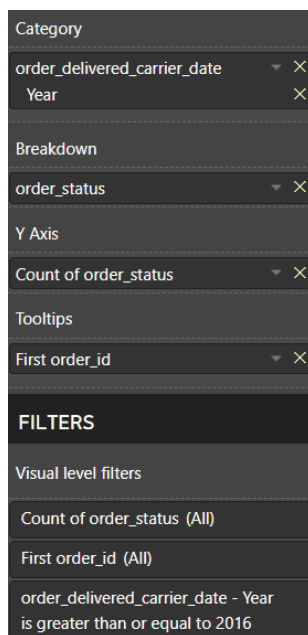 Category
order_delivered_carrier_date
Year
Breakdown
order_status
Y Axis
Count of order_status
Tooltips
First order_id
FILTERS
Visual level filters
Count of order_status (All)
First order_id (All)
order_delivered_carrier_date - Year
is greater than or equal to 2016